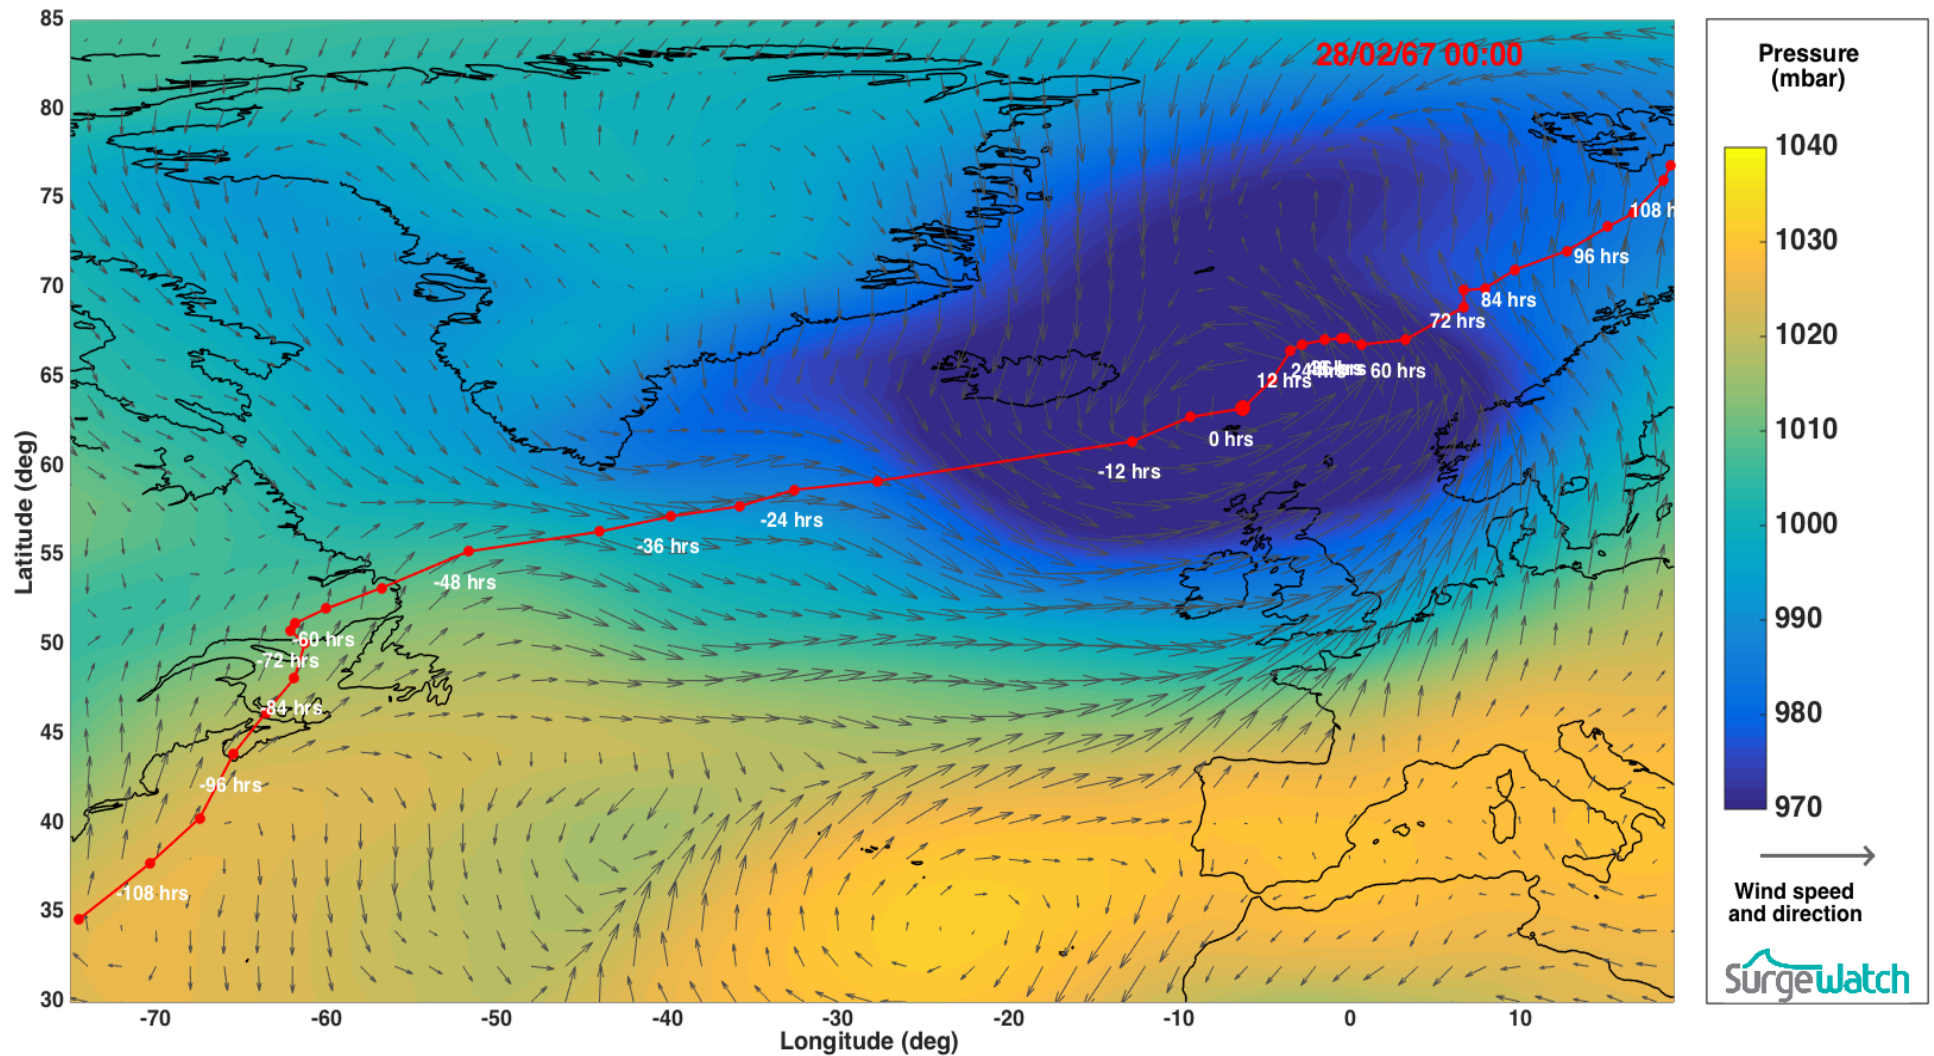 28/02/67 00:00
85
80
75
70
65
60
55
50
45
40
35
30
Latitude (deg)
-70
-60
-50
-40
-30
-20
-10
0
10
Longitude (deg)
-108 hrs
-96 hrs
-84 hrs
-72 hrs
-60 hrs
-48 hrs
-36 hrs
-24 hrs
-12 hrs
0 hrs
12 hrs
60 hrs
72 hrs
84 hrs
96 hrs
108 h
Pressure
(mbar)
1040
1030
1020
1010
1000
990
980
970
Wind speed
and direction
Surgewatch